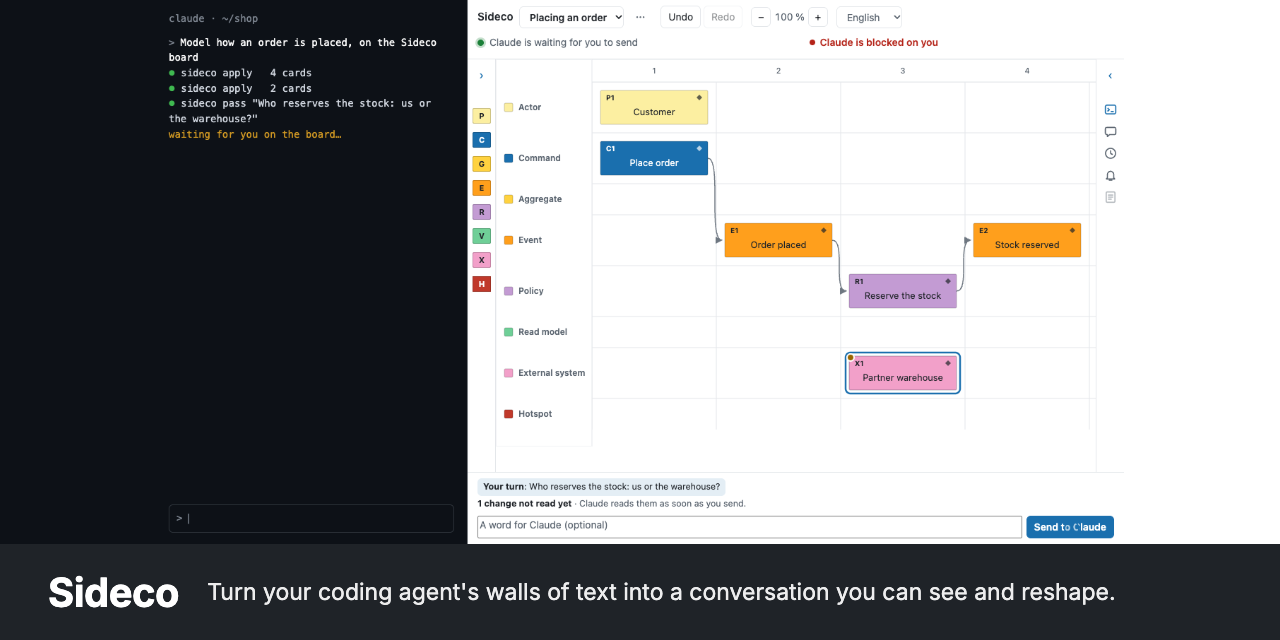 claude · ~/shop
> Model how an order is placed, on the Sideco
board
sideco apply 4 cards
sideco apply 2 cards
sideco pass "Who reserves the stock: us or
the warehouse?"
waiting for you on the board…
> |
Sideco Placing an order ··· Undo Redo − 100 % + English
Claude is waiting for you to send
Claude is blocked on you
› 1 2 3 4 ‹
P
C
G
E
R
V
X
H
Actor
Command
Aggregate
Event
Policy
Read model
External system
Hotspot
P1
Customer
C1
Place order
E1
Order placed
E2
Stock reserved
R1
Reserve the stock
X1
Partner warehouse
Your turn: Who reserves the stock: us or the warehouse?
1 change not read yet · Claude reads them as soon as you send.
A word for Claude (optional)
Send to Claude
Sideco Turn your coding agent's walls of text into a conversation you can see and reshape.